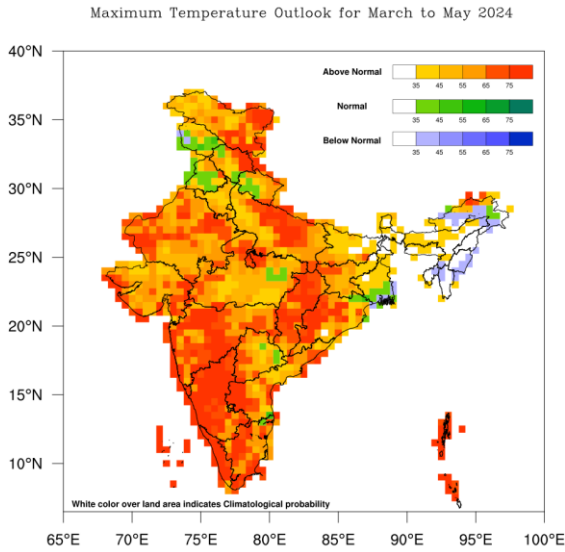 Maximum Temperature Outlook for March to May 2024
40°N
35°N
30°N
25°N
20°N
15°N
10°N
Above Normal
35 45 55 65 75
Normal
35 45 55 65 75
Below Normal
35 45 55 65 75
White color over land area indicates Climatological probability
65°E 70°E 75°E 80°E 85°E 90°E 95°E 100°E